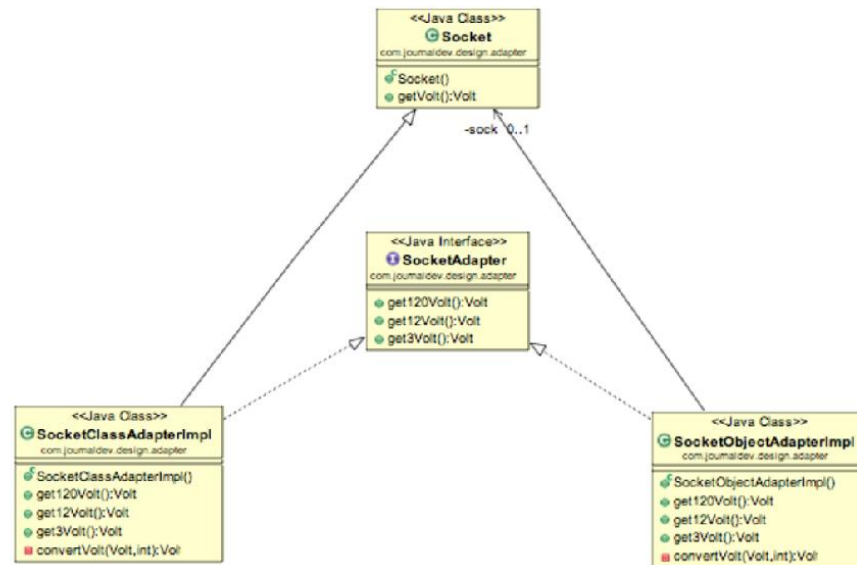 <<Java Class>>
Socket
com.journaldev.design.adapter
Socket()
getVolt():Volt
-sock 0..1
<<Java Interface>>
SocketAdapter
com.journaldev.design.adapter
get120Volt():Volt
get12Volt():Volt
get3Volt():Volt
<<Java Class>>
SocketClassAdapterImpl
com.journaldev.design.adapter
SocketClassAdapterImpl()
get120Volt():Volt
get12Volt():Volt
get3Volt():Volt
convertVolt(Volt,int):Volt
<<Java Class>>
SocketObjectAdapterImpl
com.journaldev.design.adapter
SocketObjectAdapterImpl()
get120Volt():Volt
get12Volt():Volt
get3Volt():Volt
convertVolt(Volt,int):Volt